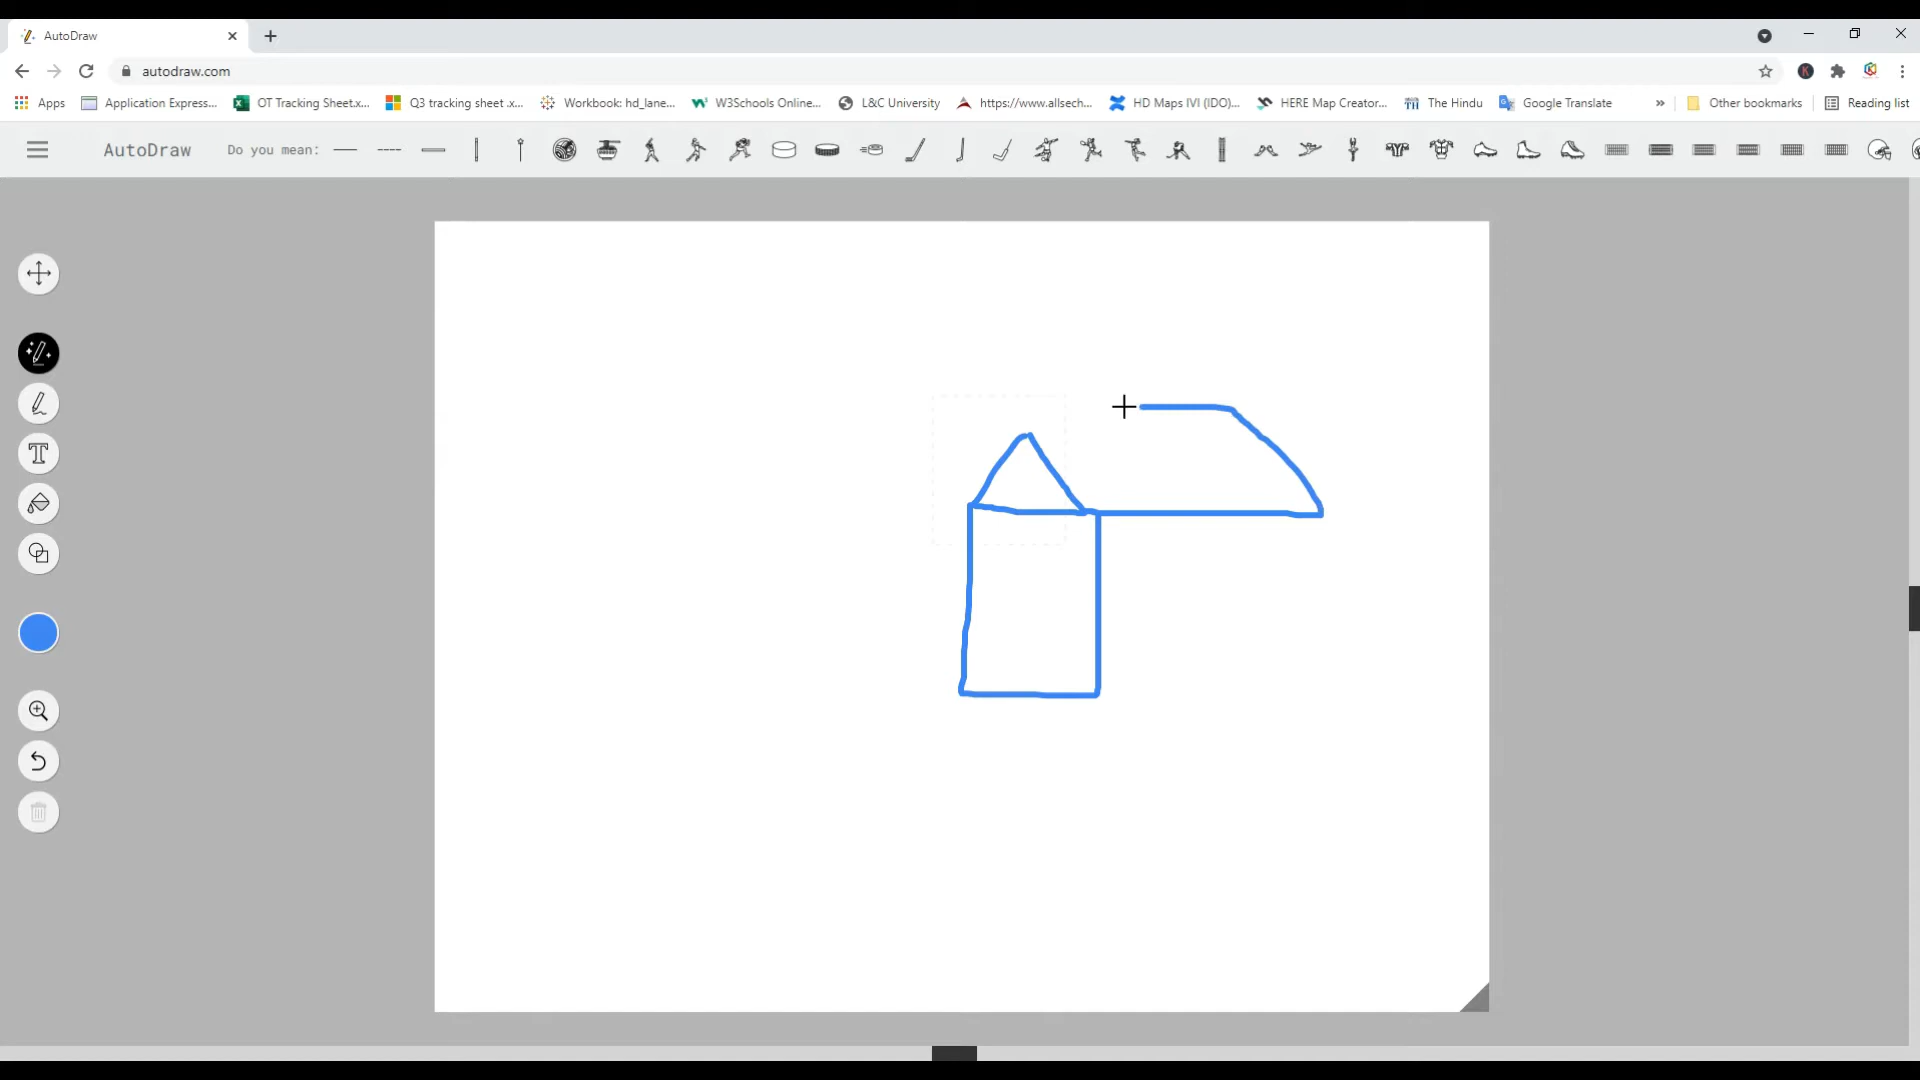 AutoDraw
autodraw.com
Apps Application Express... OT Tracking Sheet.x... Q3 tracking sheet .x... Workbook: hd_lane... W3Schools Online... L&C University https://www.allsech... HD Maps IVI (IDO)... HERE Map Creator... The Hindu Google Translate » Other bookmarks Reading list
AutoDraw Do you mean: